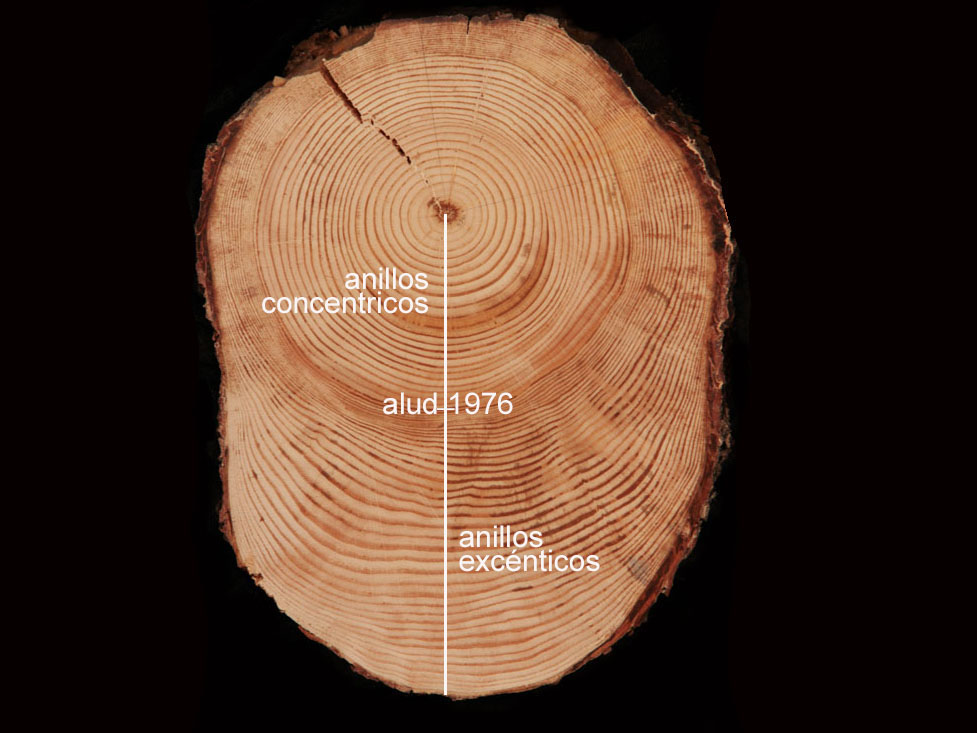 anillos
concentricos
alud 1976
anillos
excénticos